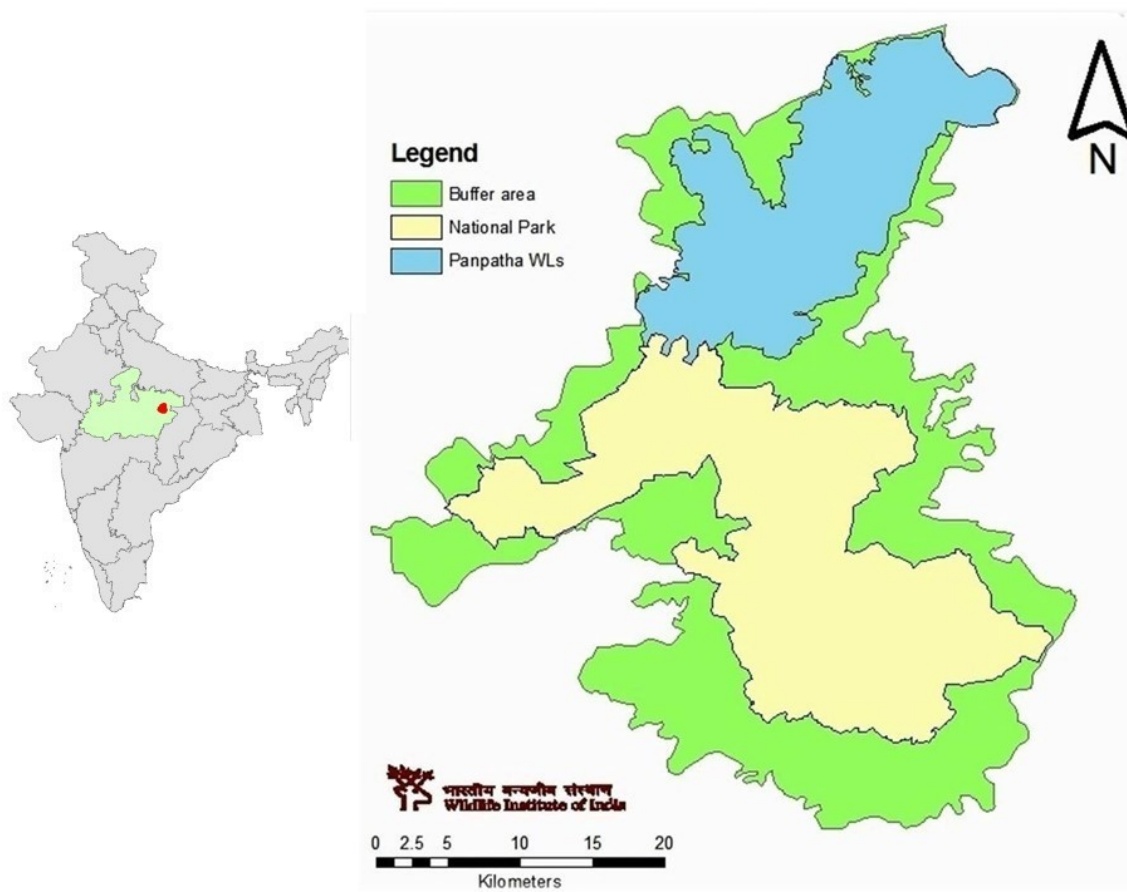 N
Legend
Buffer area
National Park
Panpatha WLs
भारतीय वन्यजीव संस्थान
Wildlife Institute of India
0 2.5 5 10 15 20
Kilometers